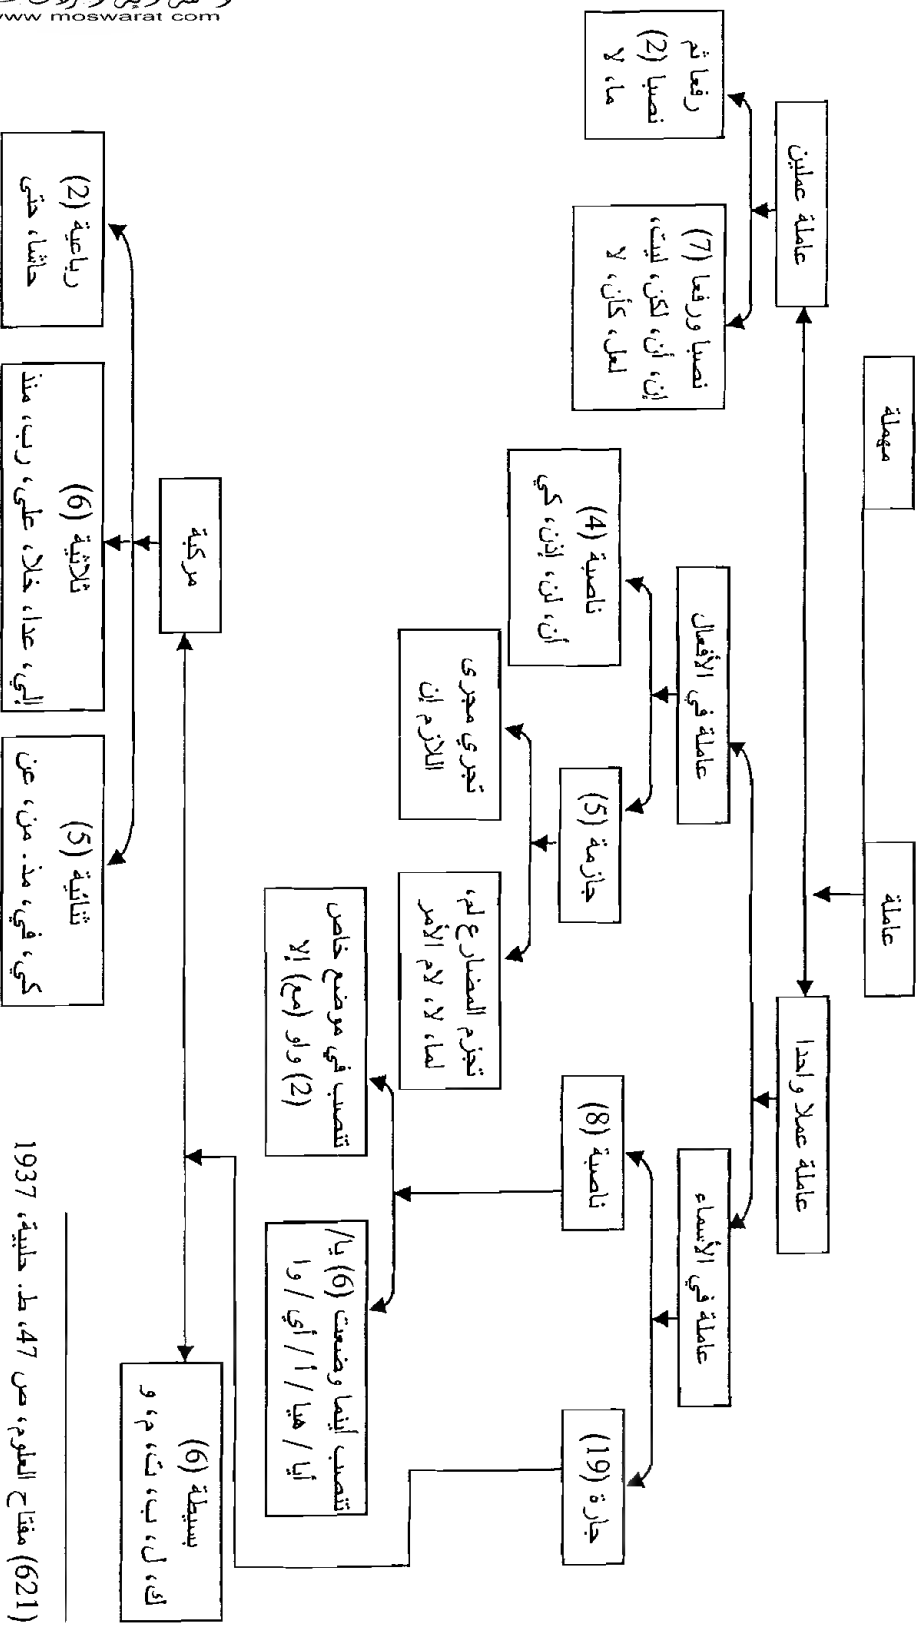 www moswarat com
مهملة
عاملة
عاملة عملين
عاملة عملا واحدا
رفعا ثم
نصبا (2)
ما، لا
نصبا ورفعا (7)
إن، أن، لكن، ليت،
لعل، كأن، لا
عاملة في الأفعال
عاملة في الأسماء
ناصبة (4)
أن، لن، إذن، كي
جازمة (5)
ناصبة (8)
جارة (19)
تجري مجرى
اللازم إن
تجزم المضارع لم،
لما، لا، لام الأمر
تنصب في موضع خاص
(2) واو (مع) إلا
تنصب أينما وضعت (6) يا/
أيا / هيا / أ / أي / وا
مركبة
بسيطة (6)
ك، ل، ب، ت، م، و
رباعية (2)
حاشا، حتى
ثلاثية (6)
إلي، عدا، خلا، على، رب، منذ
ثنائية (5)
كي، في، مذ. من، عن
(621) مفتاح العلوم، ص 47، ط. حلبية، 1937